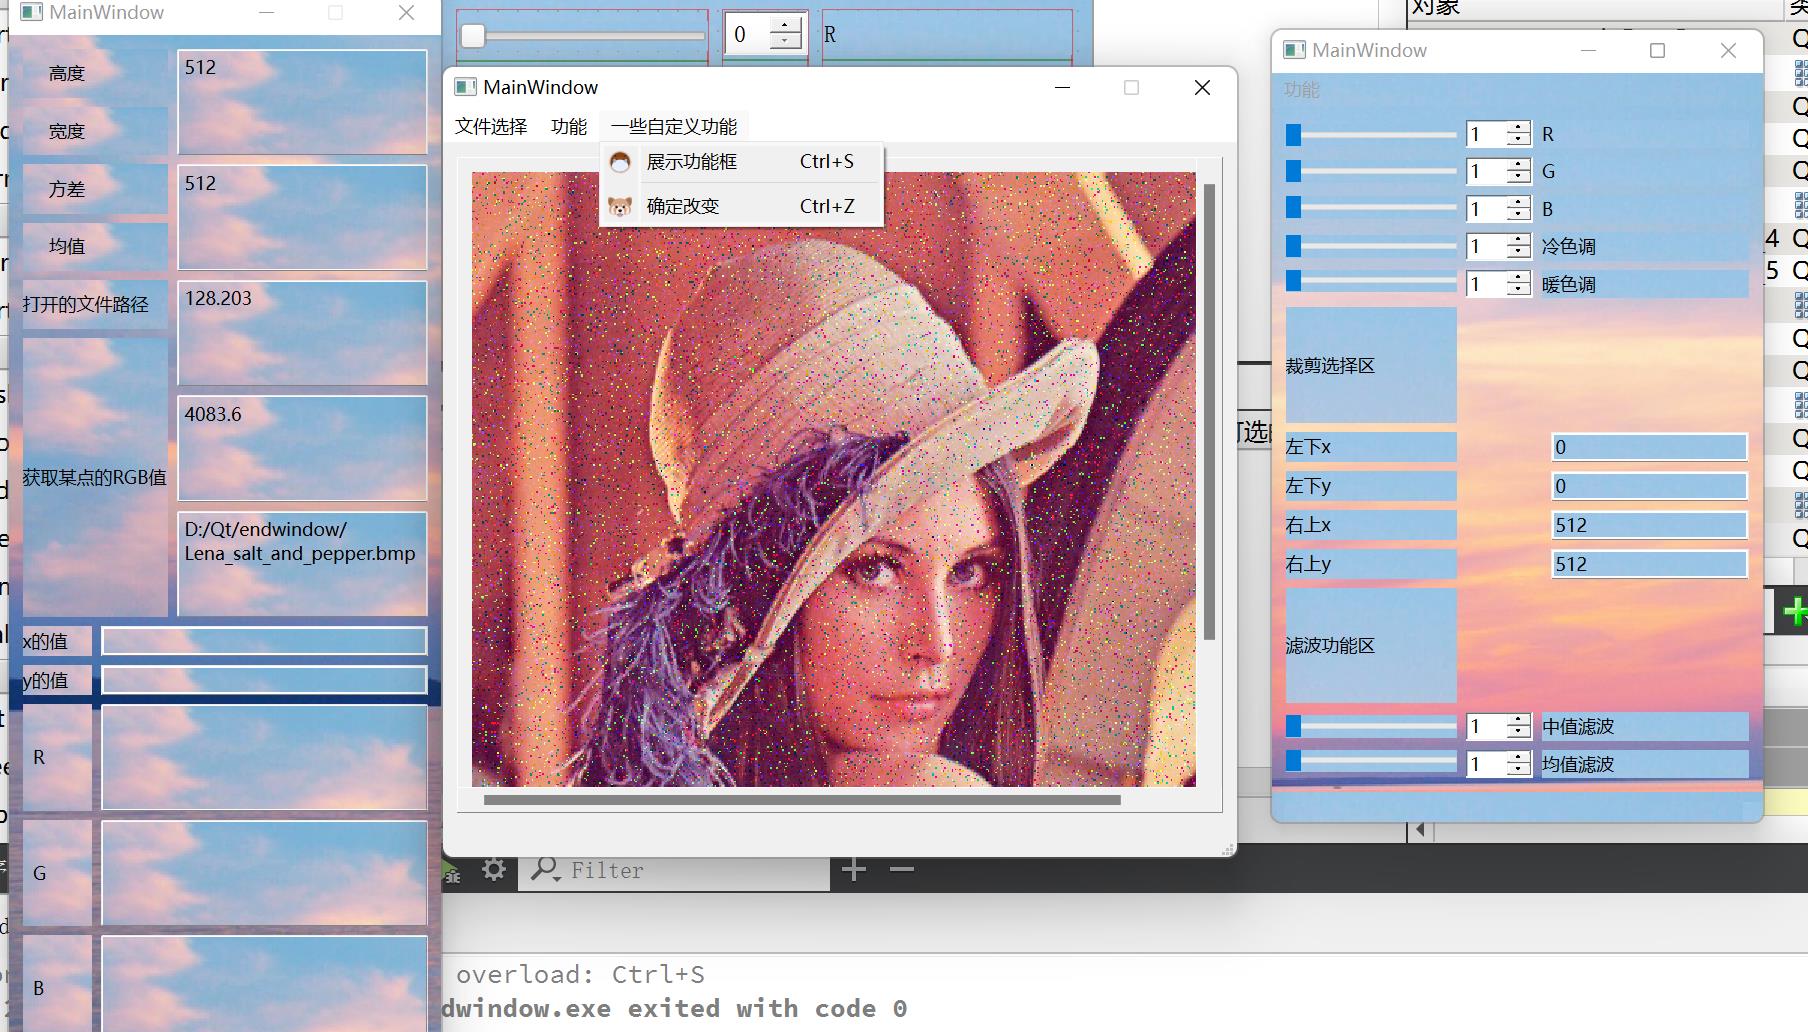 MainWindow
高度
512
宽度
512
方差
128.203
均值
4083.6
打开的文件路径
D:/Qt/endwindow/
Lena_salt_and_pepper.bmp
获取某点的RGB值
x的值
y的值
R
G
B
0
R
MainWindow
文件选择
功能
一些自定义功能
展示功能框
Ctrl+S
确定改变
Ctrl+Z
Filter
overload: Ctrl+S
dwindow.exe exited with code 0
对象
MainWindow
功能
1
R
1
G
1
B
1
冷色调
1
暖色调
裁剪选择区
左下x
0
左下y
0
右上x
512
右上y
512
滤波功能区
1
中值滤波
1
均值滤波
4
5